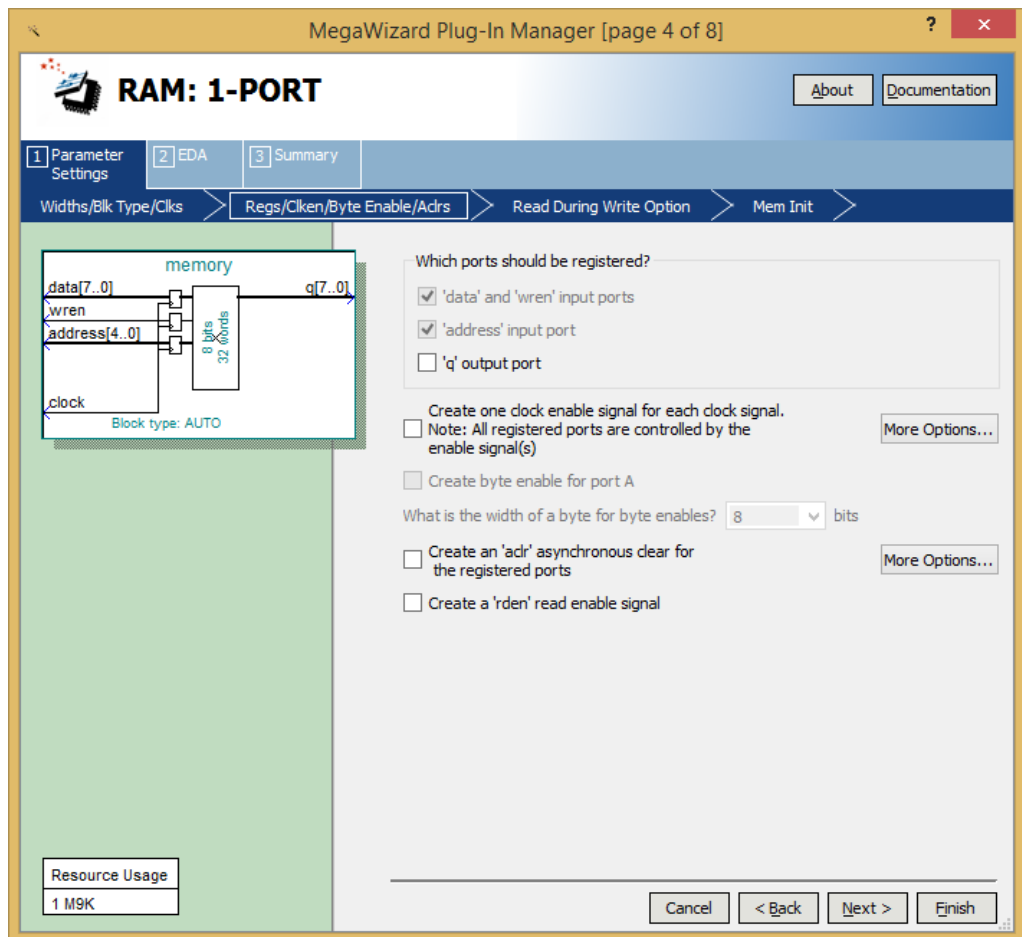 MegaWizard Plug-In Manager [page 4 of 8]
?
×
RAM: 1-PORT
About
Documentation
1 Parameter Settings
2 EDA
3 Summary
Widths/Blk Type/Clks
Regs/Clken/Byte Enable/Aclrs
Read During Write Option
Mem Init
memory
data[7..0]
q[7..0]
wren
address[4..0]
8 bits
32 words
clock
Block type: AUTO
Which ports should be registered?
'data' and 'wren' input ports
'address' input port
'q' output port
Create one clock enable signal for each clock signal.
Note: All registered ports are controlled by the
enable signal(s)
More Options...
Create byte enable for port A
What is the width of a byte for byte enables?
8
bits
Create an 'aclr' asynchronous clear for
the registered ports
More Options...
Create a 'rden' read enable signal
Resource Usage
1 M9K
Cancel
< Back
Next >
Finish